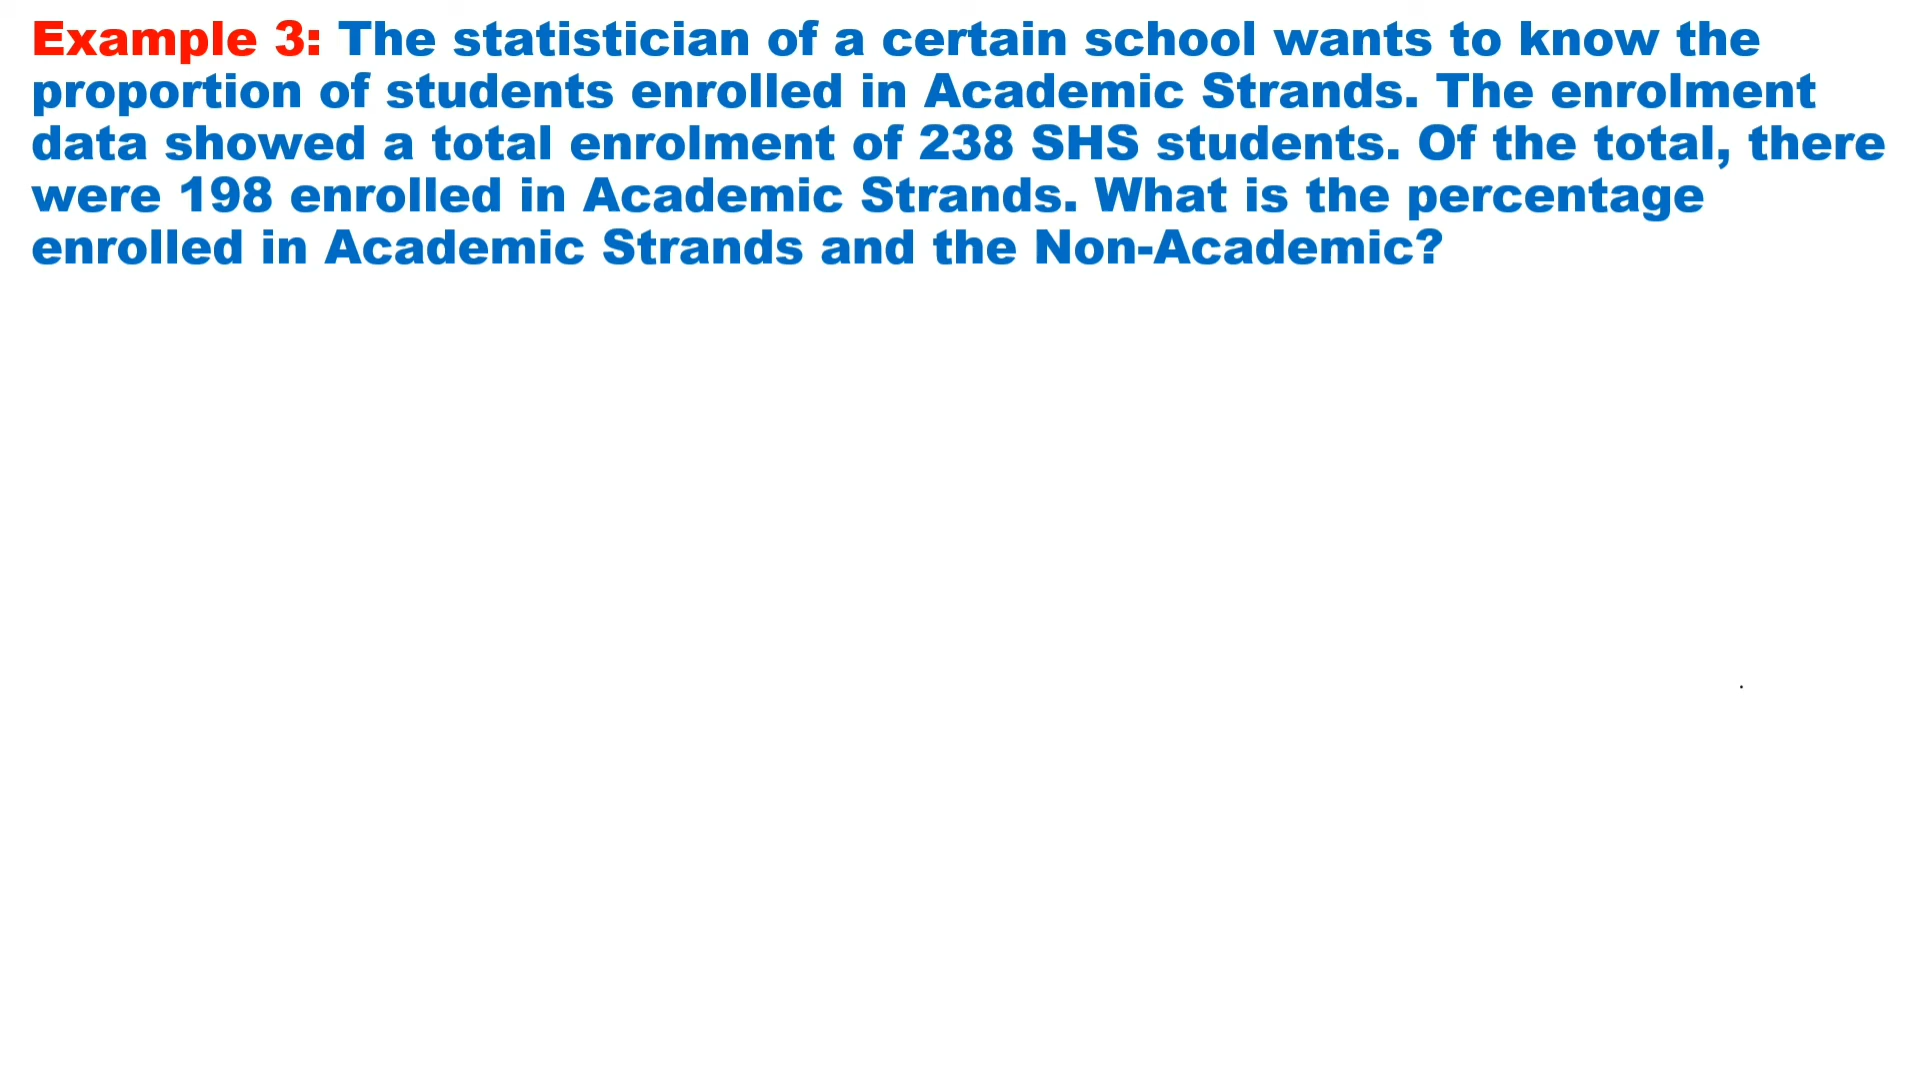 Example 3: The statistician of a certain school wants to know the
proportion of students enrolled in Academic Strands. The enrolment
data showed a total enrolment of 238 SHS students. Of the total, there
were 198 enrolled in Academic Strands. What is the percentage
enrolled in Academic Strands and the Non-Academic?